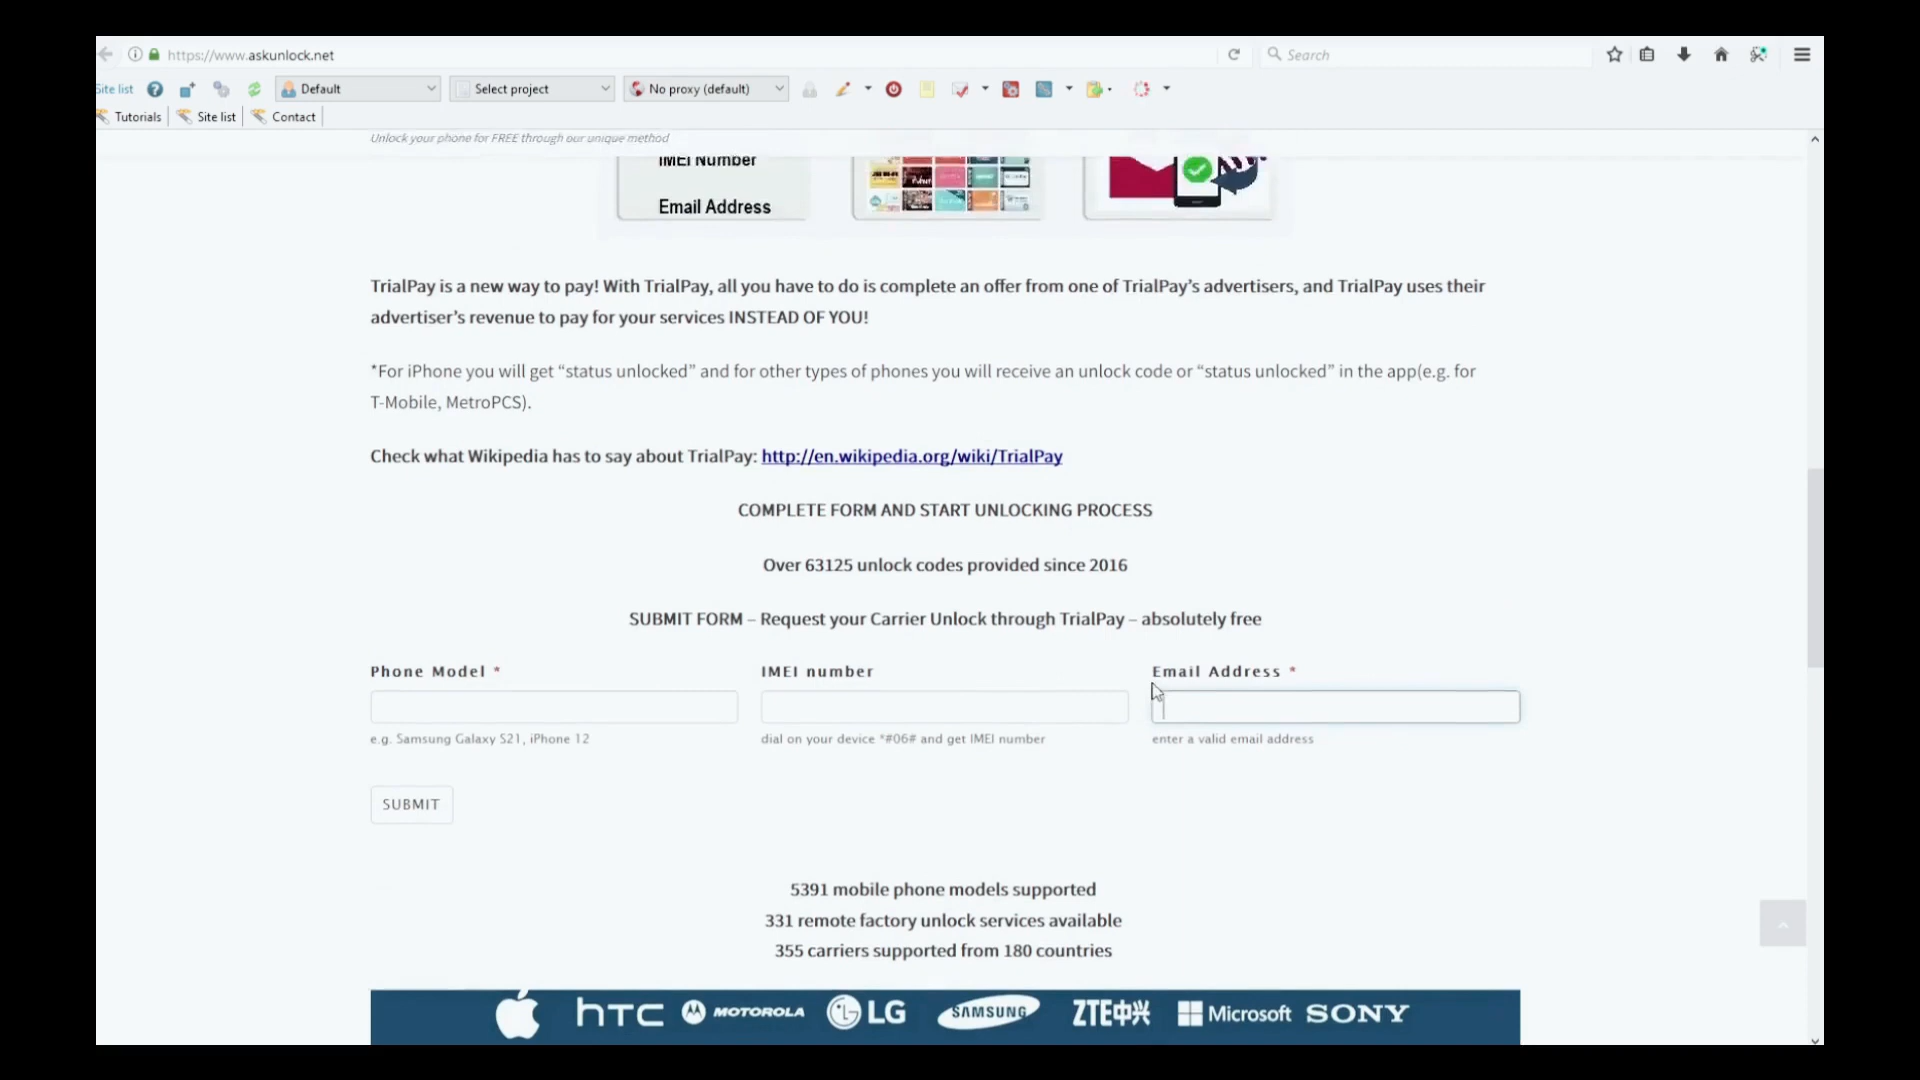 https://www.askunlock.net
Search
Site list
Default
Select project
No proxy (default)
Tutorials
Site list
Contact
Unlock your phone for FREE through our unique method
IMEI Number
Email Address
TrialPay is a new way to pay! With TrialPay, all you have to do is complete an offer from one of TrialPay’s advertisers, and TrialPay uses their
advertiser’s revenue to pay for your services INSTEAD OF YOU!
*For iPhone you will get “status unlocked” and for other types of phones you will receive an unlock code or “status unlocked” in the app(e.g. for
T-Mobile, MetroPCS).
Check what Wikipedia has to say about TrialPay: http://en.wikipedia.org/wiki/TrialPay
COMPLETE FORM AND START UNLOCKING PROCESS
Over 63125 unlock codes provided since 2016
SUBMIT FORM – Request your Carrier Unlock through TrialPay – absolutely free
Phone Model *
IMEI number
Email Address *
e.g. Samsung Galaxy S21, iPhone 12
dial on your device *#06# and get IMEI number
enter a valid email address
SUBMIT
5391 mobile phone models supported
331 remote factory unlock services available
355 carriers supported from 180 countries
hTC MOTOROLA LG SAMSUNG ZTE中兴 Microsoft SONY